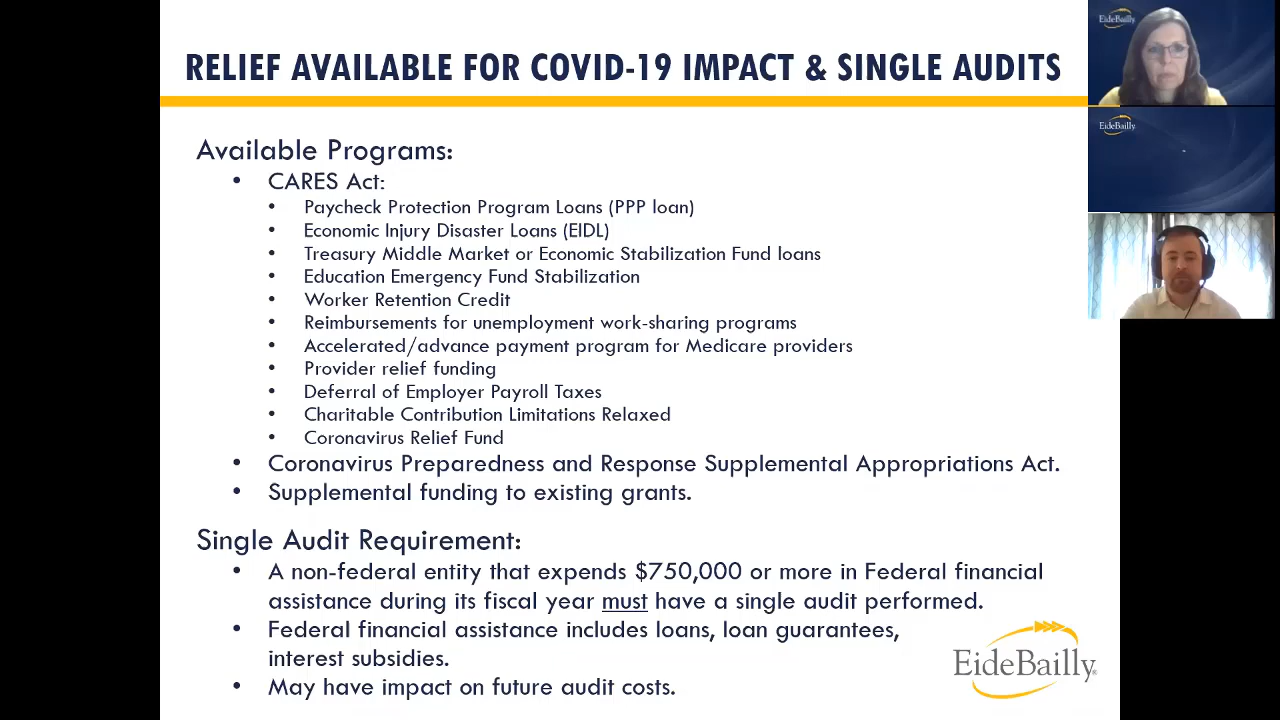 RELIEF AVAILABLE FOR COVID-19 IMPACT & SINGLE AUDITS
Available Programs:
• CARES Act:
• Paycheck Protection Program Loans (PPP loan)
• Economic Injury Disaster Loans (EIDL)
• Treasury Middle Market or Economic Stabilization Fund loans
• Education Emergency Fund Stabilization
• Worker Retention Credit
• Reimbursements for unemployment work-sharing programs
• Accelerated/advance payment program for Medicare providers
• Provider relief funding
• Deferral of Employer Payroll Taxes
• Charitable Contribution Limitations Relaxed
• Coronavirus Relief Fund
• Coronavirus Preparedness and Response Supplemental Appropriations Act.
• Supplemental funding to existing grants.
Single Audit Requirement:
• A non-federal entity that expends $750,000 or more in Federal financial
assistance during its fiscal year must have a single audit performed.
• Federal financial assistance includes loans, loan guarantees,
interest subsidies.
• May have impact on future audit costs.
EideBailly®
EideBailly
EideBailly